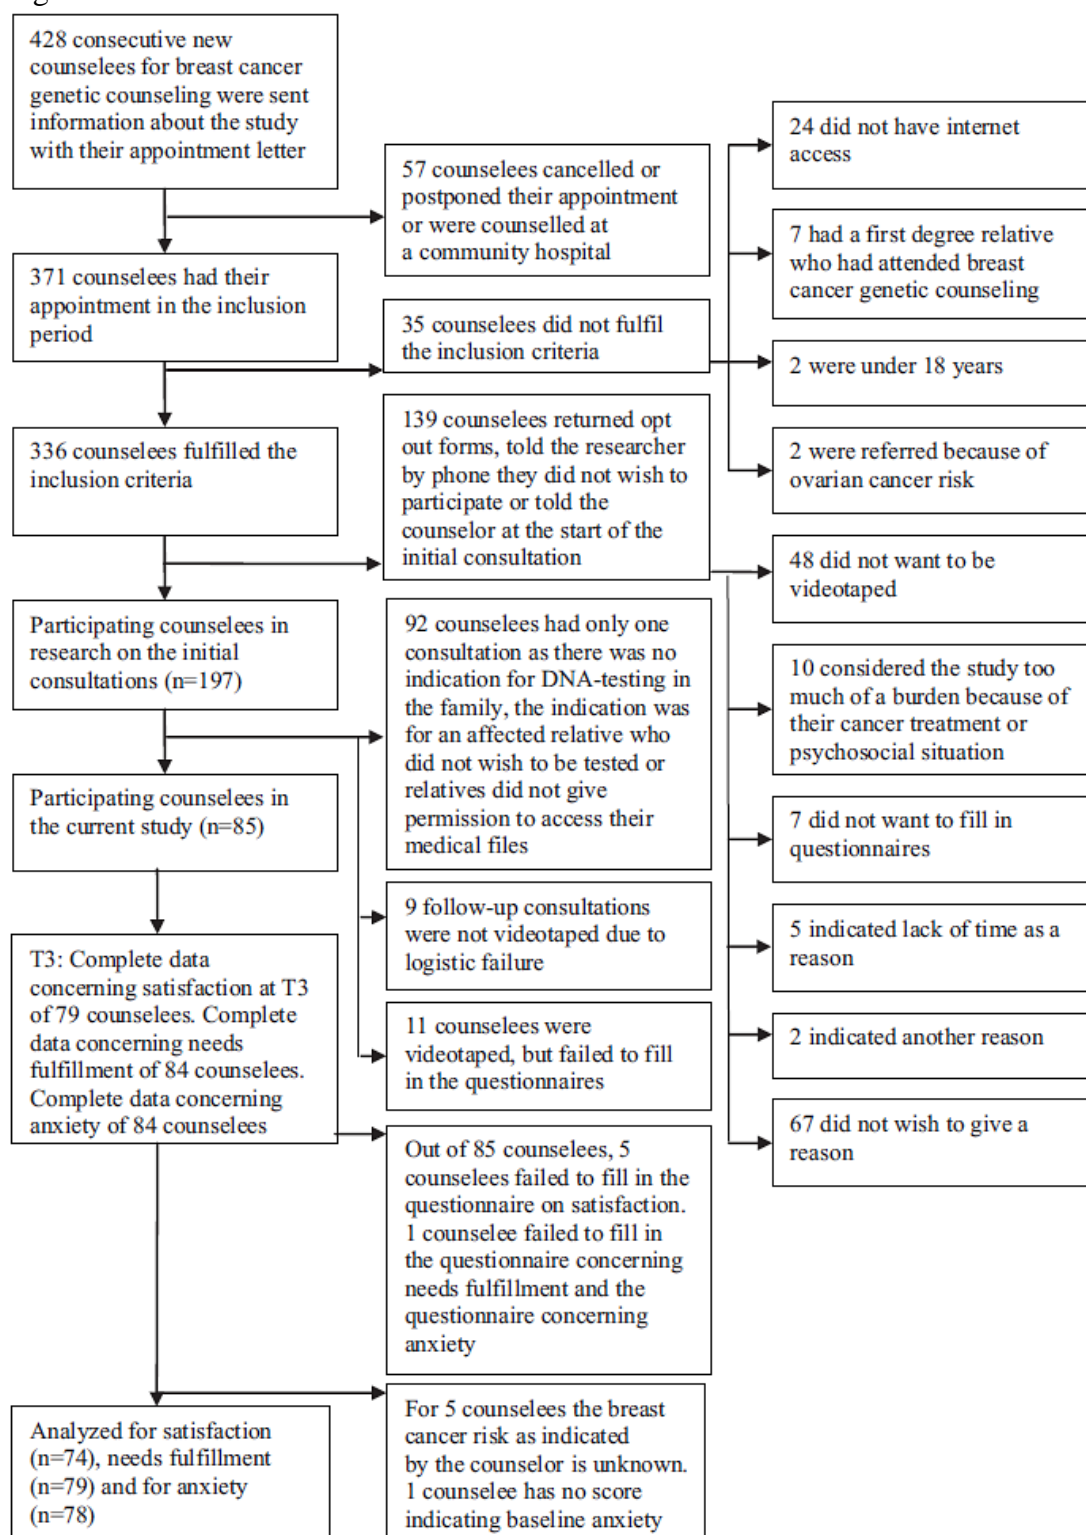 428 consecutive new
counselees for breast cancer
genetic counseling were sent
information about the study
with their appointment letter
57 counselees cancelled or
postponed their appointment
or were counselled at
a community hospital
371 counselees had their
appointment in the inclusion
period
35 counselees did not fulfil
the inclusion criteria
24 did not have internet
access
7 had a first degree relative
who had attended breast
cancer genetic counseling
2 were under 18 years
2 were referred because of
ovarian cancer risk
336 counselees fulfilled the
inclusion criteria
139 counselees returned opt
out forms, told the researcher
by phone they did not wish to
participate or told the
counselor at the start of the
initial consultation
48 did not want to be
videotaped
10 considered the study too
much of a burden because of
their cancer treatment or
psychosocial situation
7 did not want to fill in
questionnaires
5 indicated lack of time as a
reason
2 indicated another reason
67 did not wish to give a
reason
Participating counselees in
research on the initial
consultations (n=197)
92 counselees had only one
consultation as there was no
indication for DNA-testing in
the family, the indication was
for an affected relative who
did not wish to be tested or
relatives did not give
permission to access their
medical files
9 follow-up consultations
were not videotaped due to
logistic failure
11 counselees were
videotaped, but failed to fill
in the questionnaires
Participating counselees in
the current study (n=85)
T3: Complete data
concerning satisfaction at T3
of 79 counselees. Complete
data concerning needs
fulfillment of 84 counselees.
Complete data concerning
anxiety of 84 counselees
Out of 85 counselees, 5
counselees failed to fill in the
questionnaire on satisfaction.
1 counselee failed to fill in
the questionnaire concerning
needs fulfillment and the
questionnaire concerning
anxiety
For 5 counselees the breast
cancer risk as indicated
by the counselor is unknown.
1 counselee has no score
indicating baseline anxiety
Analyzed for satisfaction
(n=74), needs fulfillment
(n=79) and for anxiety
(n=78)